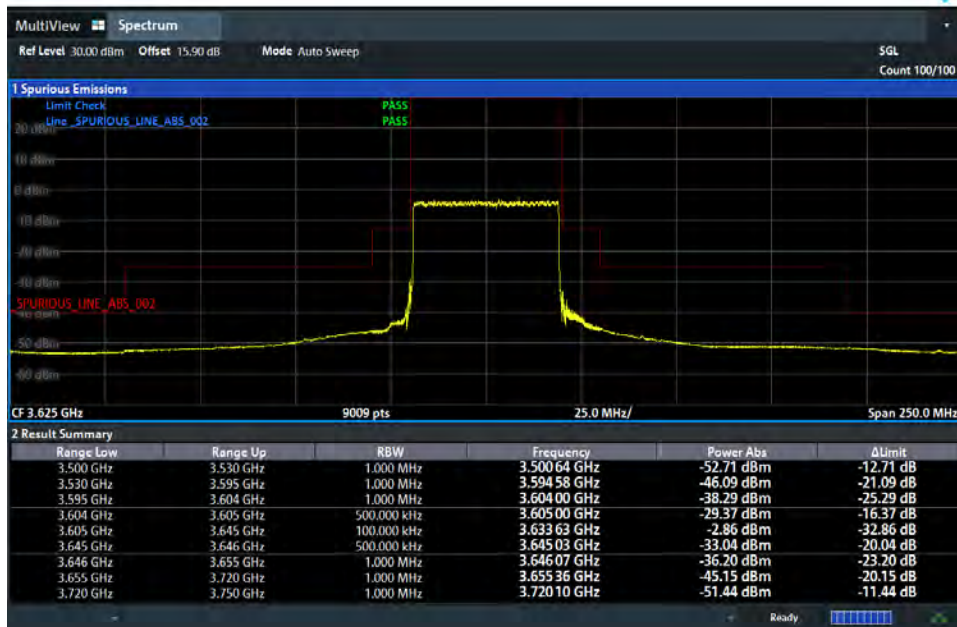 MultiView Spectrum
Ref Level 30.00 dBm Offset 15.90 dB Mode Auto Sweep SGL
Count 100/100
1 Spurious Emissions
Limit Check PASS
Line _SPURIOUS_LINE_ABS_002 PASS
20 dBm
10 dBm
0 dBm
-10 dBm
-20 dBm
-30 dBm
_SPURIOUS_LINE_ABS_002
-40 dBm
-50 dBm
-60 dBm
CF 3.625 GHz 9009 pts 25.0 MHz/ Span 250.0 MHz
2 Result Summary
Range Low Range Up RBW Frequency Power Abs ΔLimit
3.500 GHz 3.530 GHz 1.000 MHz 3.500 64 GHz -52.71 dBm -12.71 dB
3.530 GHz 3.595 GHz 1.000 MHz 3.594 58 GHz -46.09 dBm -21.09 dB
3.595 GHz 3.604 GHz 1.000 MHz 3.604 00 GHz -38.29 dBm -25.29 dB
3.604 GHz 3.605 GHz 500.000 kHz 3.605 00 GHz -29.37 dBm -16.37 dB
3.605 GHz 3.645 GHz 100.000 kHz 3.633 63 GHz -2.86 dBm -32.86 dB
3.645 GHz 3.646 GHz 500.000 kHz 3.645 03 GHz -33.04 dBm -20.04 dB
3.646 GHz 3.655 GHz 1.000 MHz 3.646 07 GHz -36.20 dBm -23.20 dB
3.655 GHz 3.720 GHz 1.000 MHz 3.655 36 GHz -45.15 dBm -20.15 dB
3.720 GHz 3.750 GHz 1.000 MHz 3.720 10 GHz -51.44 dBm -11.44 dB
Ready